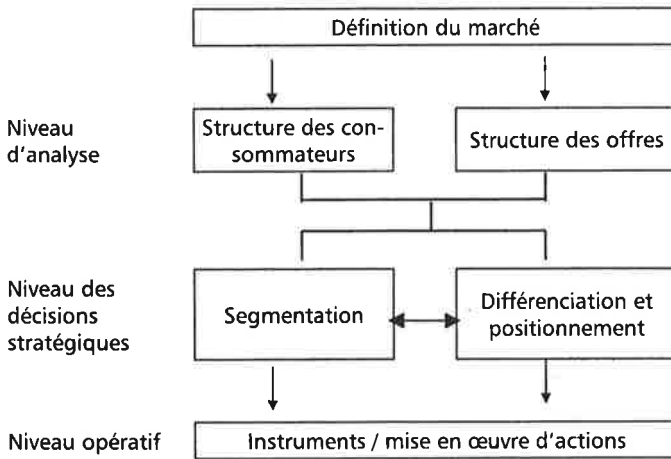 Définition du marché
Niveau
d'analyse
Structure des con-
sommateurs
Structure des offres
Niveau des
décisions
stratégiques
Segmentation
Différenciation et
positionnement
Niveau opératif
Instruments / mise en œuvre d'actions